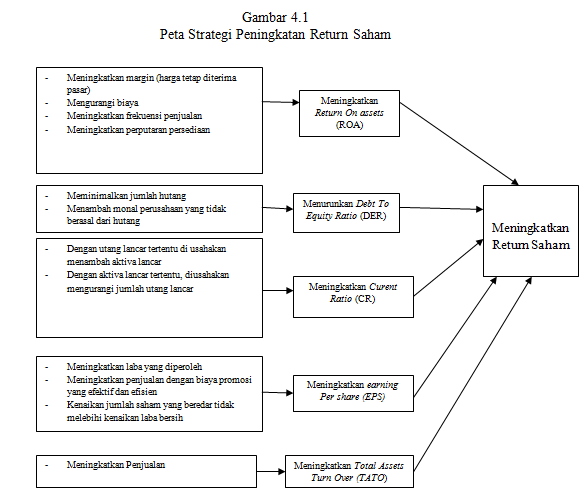 Gambar 4.1
Peta Strategi Peningkatan Return Saham
- Meningkatkan margin (harga tetap diterima
pasar)
- Mengurangi biaya
- Meningkatkan frekuensi penjualan
- Meningkatkan perputaran persediaan
Meningkatkan
Return On assets
(ROA)
- Meminimalkan jumlah hutang
- Menambah monal perusahaan yang tidak
berasal dari hutang
Menurunkan Debt To
Equity Ratio (DER)
Meningkatkan
Return Saham
- Dengan utang lancar tertentu di usahakan
menambah aktiva lancar
- Dengan aktiva lancar tertentu, diusahakan
mengurangi jumlah utang lancar
Meningkatkan Curent
Ratio (CR)
- Meningkatkan laba yang diperoleh
- Meningkatkan penjualan dengan biaya promosi
yang efektif dan efisien
- Kenaikan jumlah saham yang beredar tidak
melebihi kenaikan laba bersih
Meningkatkan earning
Per share (EPS)
- Meningkatkan Penjualan
Meningkatkan Total Assets
Turn Over (TATO)